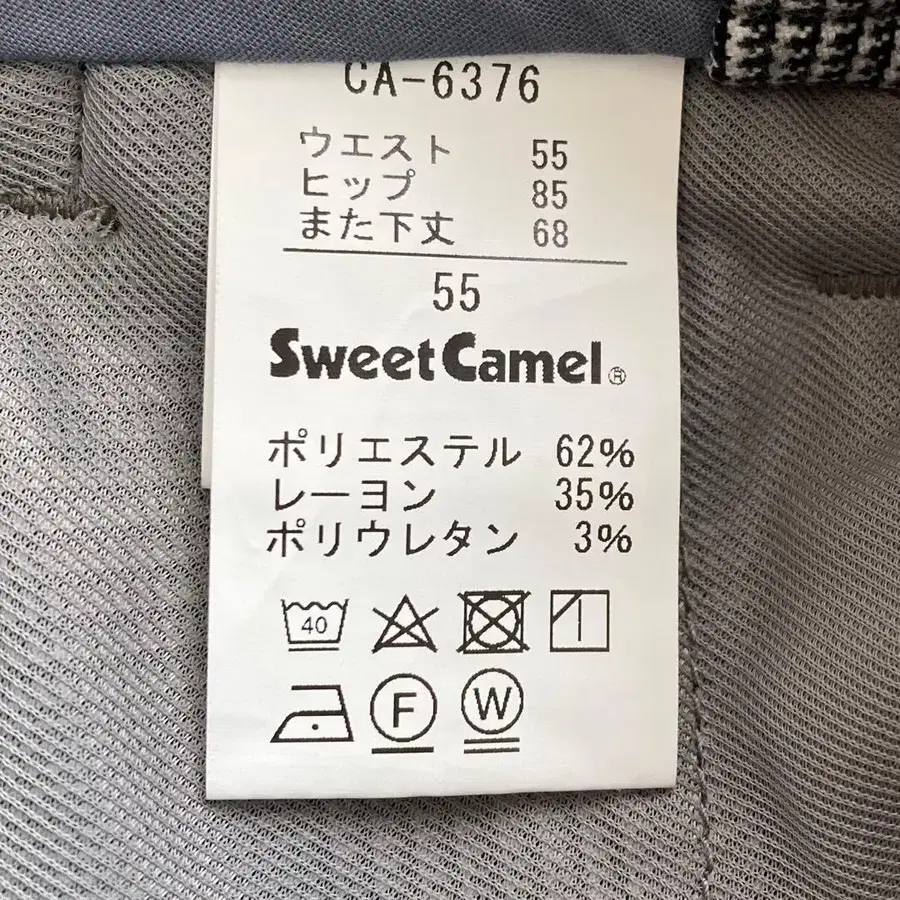 CA-6376
ウエスト 55
ヒップ 85
また下丈 68
55
SweetCamel®
ポリエステル 62%
レーヨン 35%
ポリウレタン 3%
40
F W